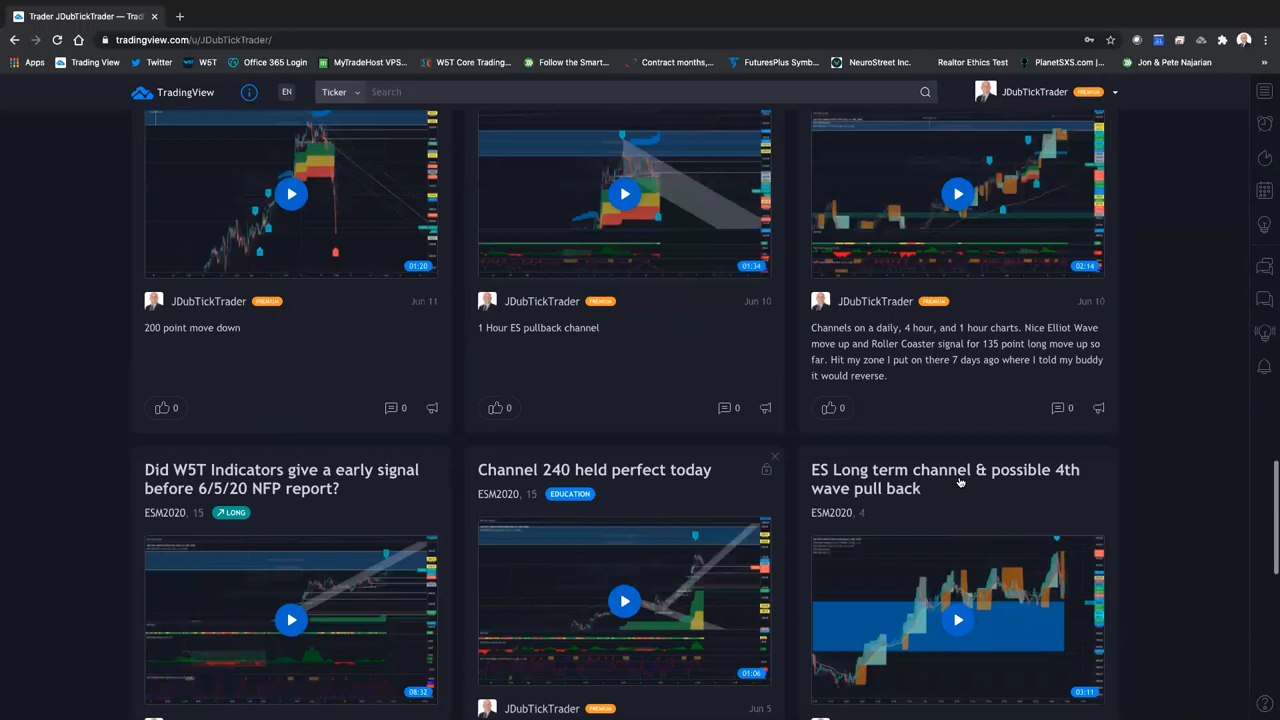 Trader JDubTickTrader — Tradi
tradingview.com/u/JDubTickTrader/
Apps
Trading View
Twitter
W5T
Office 365 Login
MyTradeHost VPS...
W5T Core Trading...
Follow the Smart...
Contract months,...
FuturesPlus Symb...
NeuroStreet Inc.
Realtor Ethics Test
PlanetSXS.com |...
Jon & Pete Najarian
TradingView
EN
Ticker
Search
JDubTickTrader PREMIUM
01:20
01:34
02:14
JDubTickTrader PREMIUM Jun 11
JDubTickTrader PREMIUM Jun 10
JDubTickTrader PREMIUM Jun 10
200 point move down
1 Hour ES pullback channel
Channels on a daily, 4 hour, and 1 hour charts. Nice Elliot Wave
move up and Roller Coaster signal for 135 point long move up so
far. Hit my zone I put on there 7 days ago where I told my buddy
it would reverse.
0 0
0 0
0 0
Did W5T Indicators give a early signal
before 6/5/20 NFP report?
ESM2020, 15 LONG
08:32
Channel 240 held perfect today
ESM2020, 15 EDUCATION
01:06
JDubTickTrader PREMIUM Jun 5
ES Long term channel & possible 4th
wave pull back
ESM2020, 4
03:11